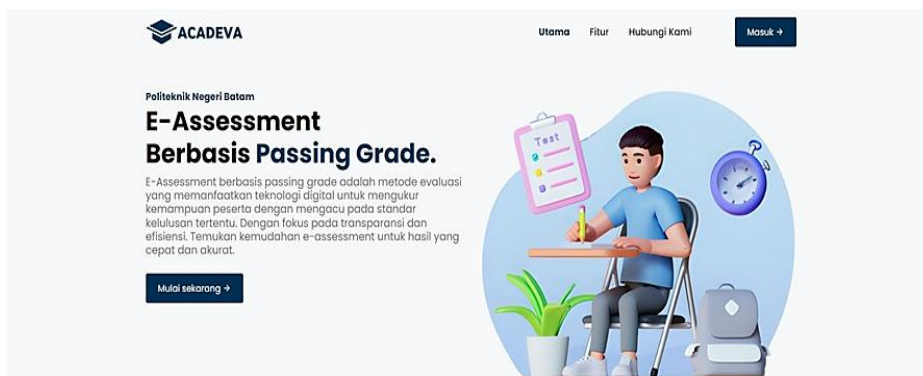 ACADEVA
Utama Fitur Hubungi Kami Masuk →
Politeknik Negeri Batam
E-Assessment
Berbasis Passing Grade.
E-Assessment berbasis passing grade adalah metode evaluasi
yang memanfaatkan teknologi digital untuk mengukur
kemampuan peserta dengan mengacu pada standar
kelulusan tertentu. Dengan fokus pada transparansi dan
efisiensi. Temukan kemudahan e-assessment untuk hasil yang
cepat dan akurat.
Mulai sekarang →
Test